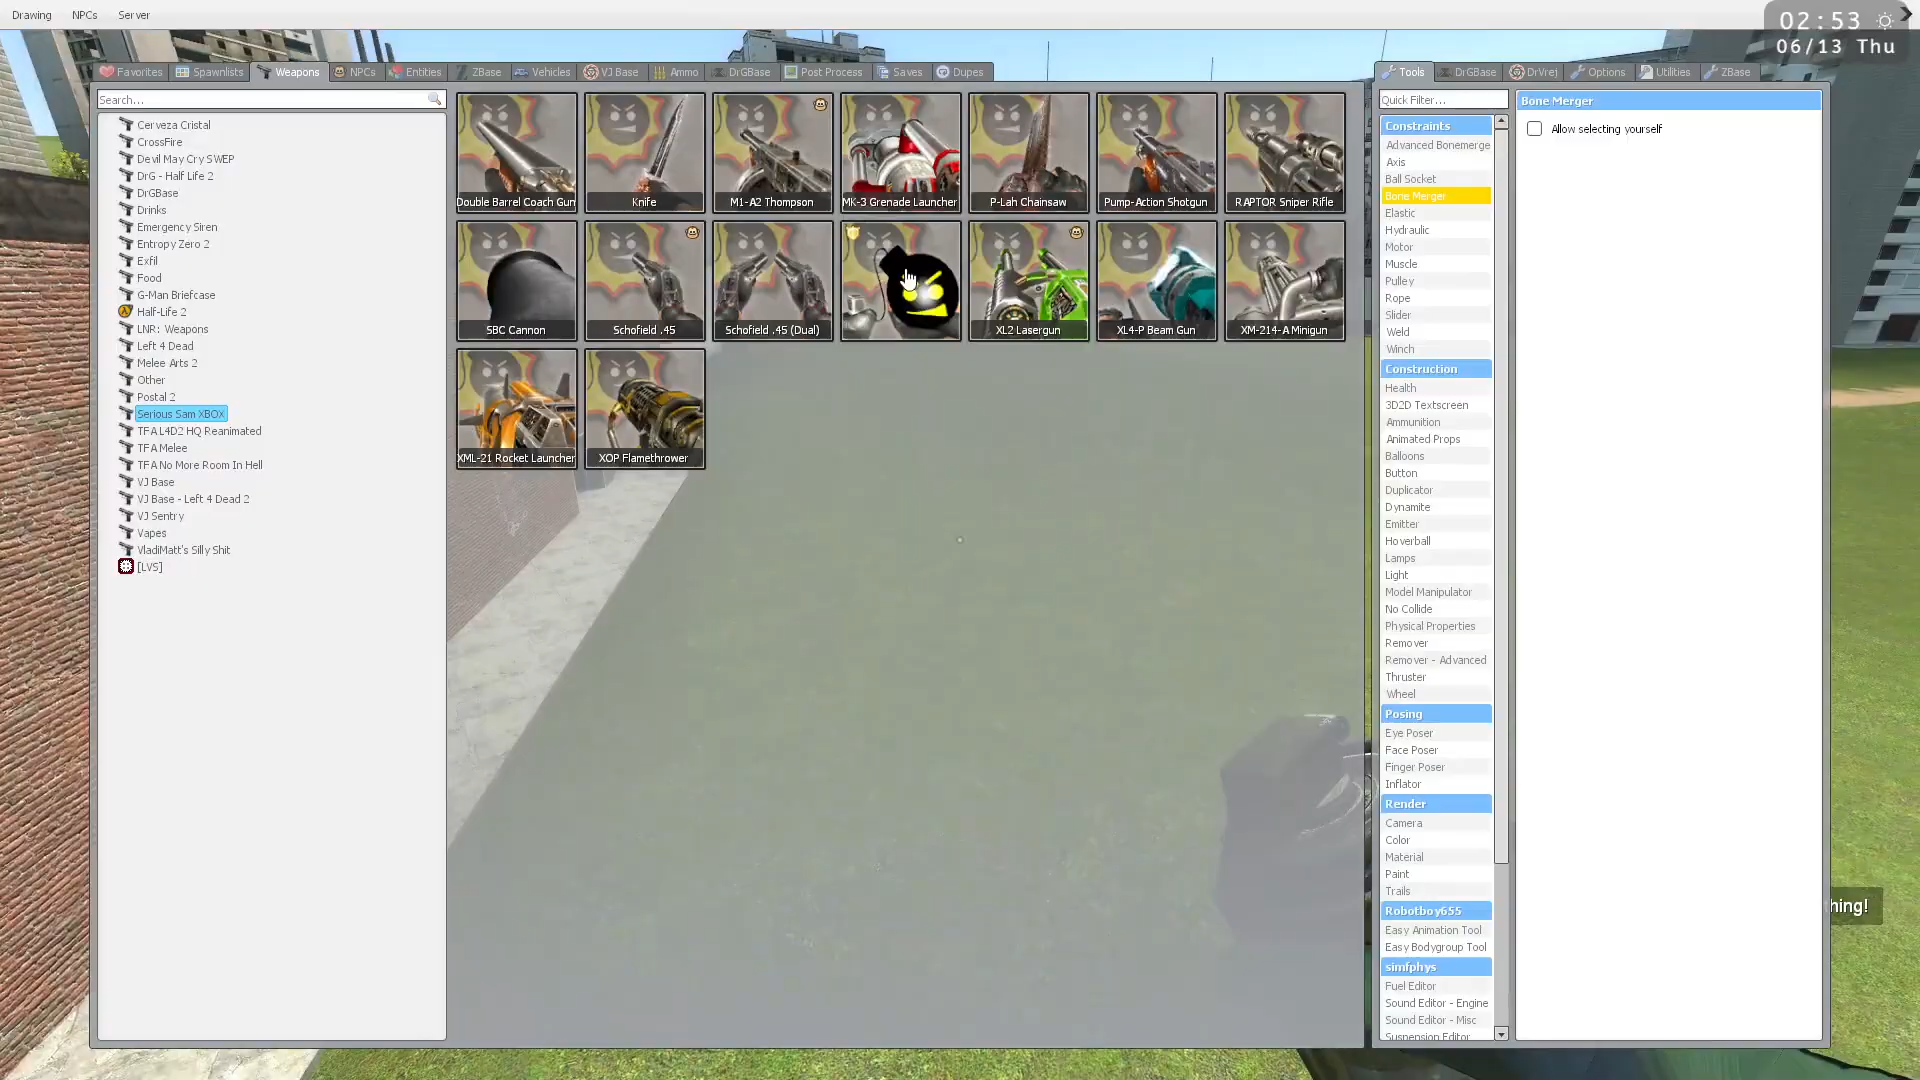 Drawing NPCs Server
02:53
06/13 Thu
Favorites Spawnlists Weapons NPCs Entities ZBase Vehicles VJ Base Ammo DrGBase Post Process Saves Dupes
Tools DrGBase DrVrej Options Utilities ZBase
Search...
Cerveza Cristal
CrossFire
Devil May Cry SWEP
DrG - Half Life 2
DrGBase
Drinks
Emergency Siren
Entropy Zero 2
Exfil
Food
G-Man Briefcase
Half-Life 2
LNR: Weapons
Left 4 Dead
Melee Arts 2
Other
Postal 2
Serious Sam XBOX
TFA L4D2 HQ Reanimated
TFA Melee
TFA No More Room In Hell
VJ Base
VJ Base - Left 4 Dead 2
VJ Sentry
Vapes
VladiMatt's Silly Shit
[LVS]
Double Barrel Coach Gun
Knife
M1-A2 Thompson
MK-3 Grenade Launcher
P-Lah Chainsaw
Pump-Action Shotgun
RAPTOR Sniper Rifle
SBC Cannon
Schofield .45
Schofield .45 (Dual)
XL2 Lasergun
XL4-P Beam Gun
XM-214-A Minigun
XML-21 Rocket Launcher
XOP Flamethrower
Quick Filter...
Constraints
Advanced Bonemerge
Axis
Ball Socket
Bone Merger
Elastic
Hydraulic
Motor
Muscle
Pulley
Rope
Slider
Weld
Winch
Construction
Health
3D2D Textscreen
Ammunition
Animated Props
Balloons
Button
Duplicator
Dynamite
Emitter
Hoverball
Lamps
Light
Model Manipulator
No Collide
Physical Properties
Remover
Remover - Advanced
Thruster
Wheel
Posing
Eye Poser
Face Poser
Finger Poser
Inflator
Render
Camera
Color
Material
Paint
Trails
Robotboy655
Easy Animation Tool
Easy Bodygroup Tool
simfphys
Fuel Editor
Sound Editor - Engine
Sound Editor - Misc
Suspension Editor
Bone Merger
Allow selecting yourself
hing!